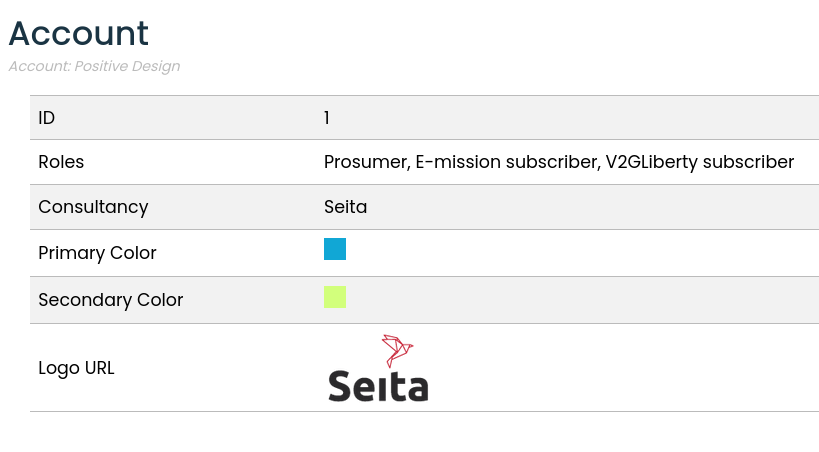 Account
Account: Positive Design
ID 1
Roles Prosumer, E-mission subscriber, V2GLiberty subscriber
Consultancy Seita
Primary Color
Secondary Color
Logo URL Seita